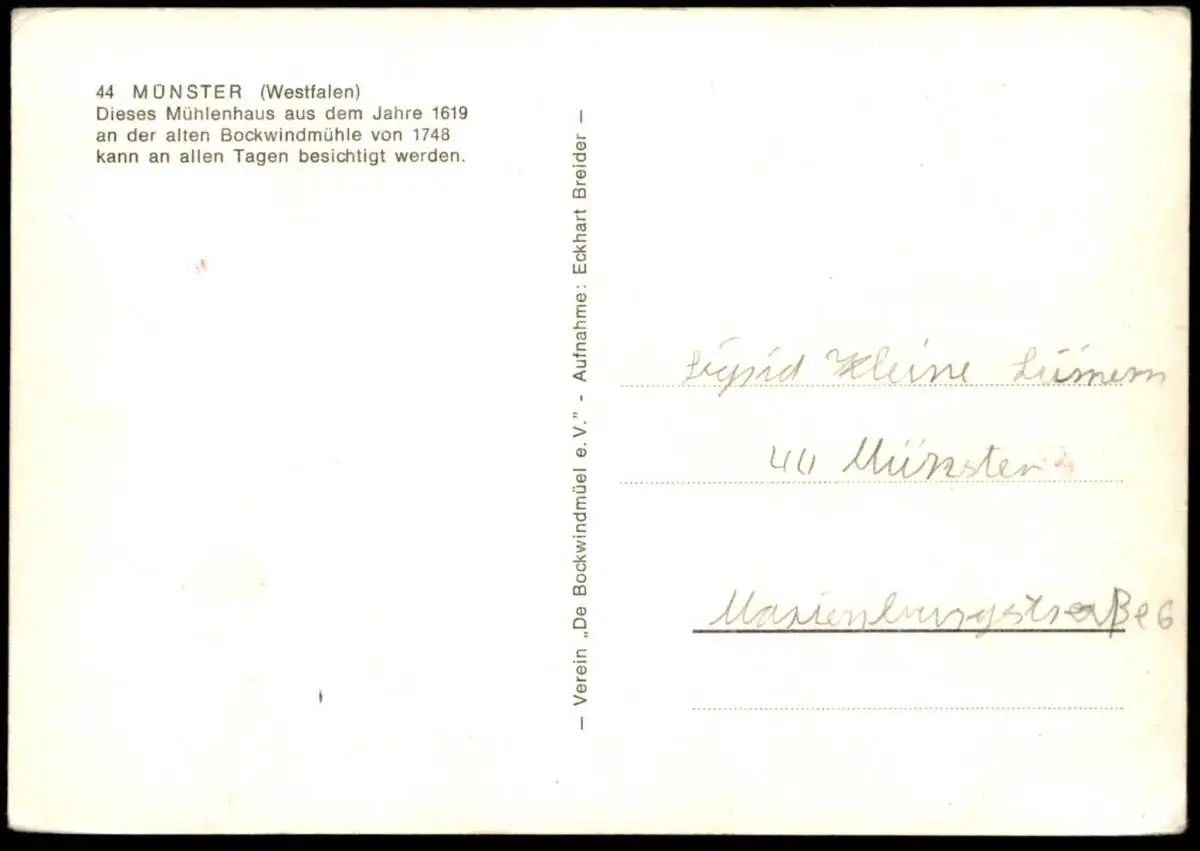 44 MÜNSTER (Westfalen)
Dieses Mühlenhaus aus dem Jahre 1619
an der alten Bockwindmühle von 1748
kann an allen Tagen besichtigt werden.
— Verein „De Bockwindmüel e.V." - Aufnahme: Eckhart Breider —
Sigrid Kleine
44 Münster
Marienburgstraße 6